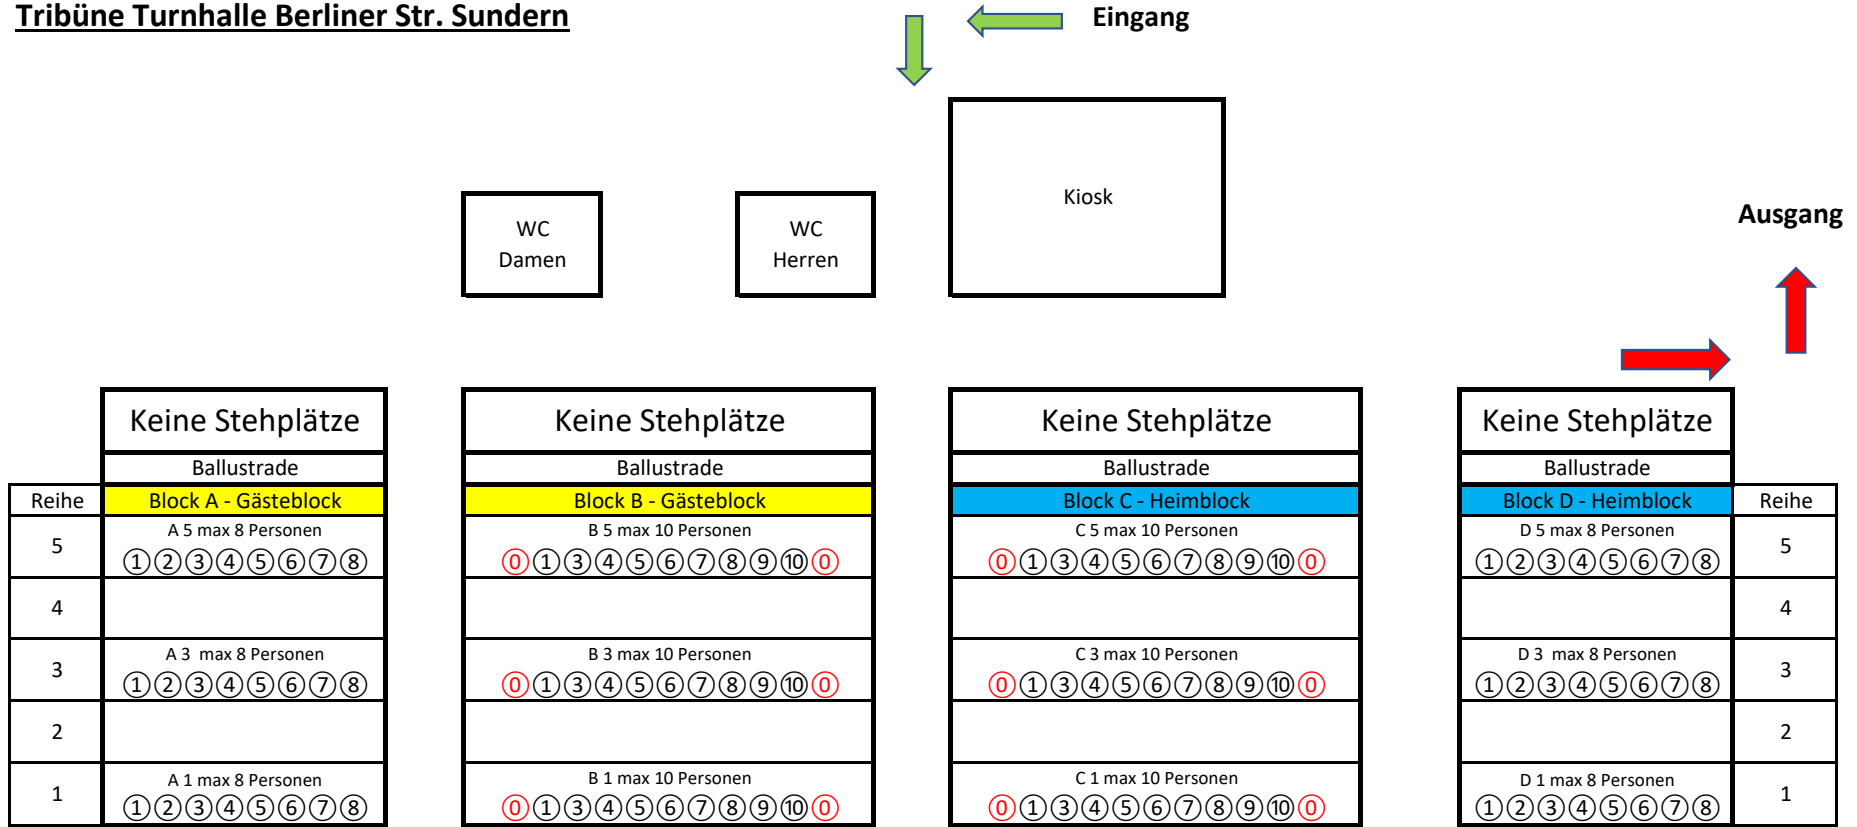 Tribüne Turnhalle Berliner Str. Sundern
Eingang
Kiosk
WC
Damen
WC
Herren
Ausgang
Keine Stehplätze Keine Stehplätze Keine Stehplätze Keine Stehplätze
Ballustrade Ballustrade Ballustrade Ballustrade
Reihe Block A - Gästeblock Block B - Gästeblock Block C - Heimblock Block D - Heimblock Reihe
A 5 max 8 Personen B 5 max 10 Personen C 5 max 10 Personen D 5 max 8 Personen
5 ①②③④⑤⑥⑦⑧ ⓪①③④⑤⑥⑦⑧⑨⑩⓪ ⓪①③④⑤⑥⑦⑧⑨⑩⓪ ①②③④⑤⑥⑦⑧ 5
4 4
A 3 max 8 Personen B 3 max 10 Personen C 3 max 10 Personen D 3 max 8 Personen
3 ①②③④⑤⑥⑦⑧ ⓪①③④⑤⑥⑦⑧⑨⑩⓪ ⓪①③④⑤⑥⑦⑧⑨⑩⓪ ①②③④⑤⑥⑦⑧ 3
2 2
A 1 max 8 Personen B 1 max 10 Personen C 1 max 10 Personen D 1 max 8 Personen
1 ①②③④⑤⑥⑦⑧ ⓪①③④⑤⑥⑦⑧⑨⑩⓪ ⓪①③④⑤⑥⑦⑧⑨⑩⓪ ①②③④⑤⑥⑦⑧ 1